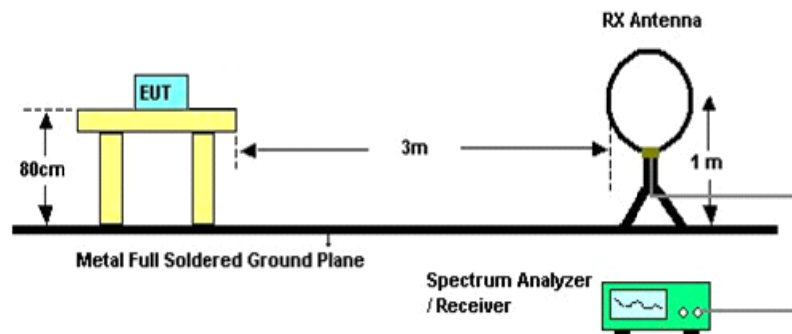 RX Antenna
EUT
80cm
3m
1 m
Metal Full Soldered Ground Plane
Spectrum Analyzer
/ Receiver